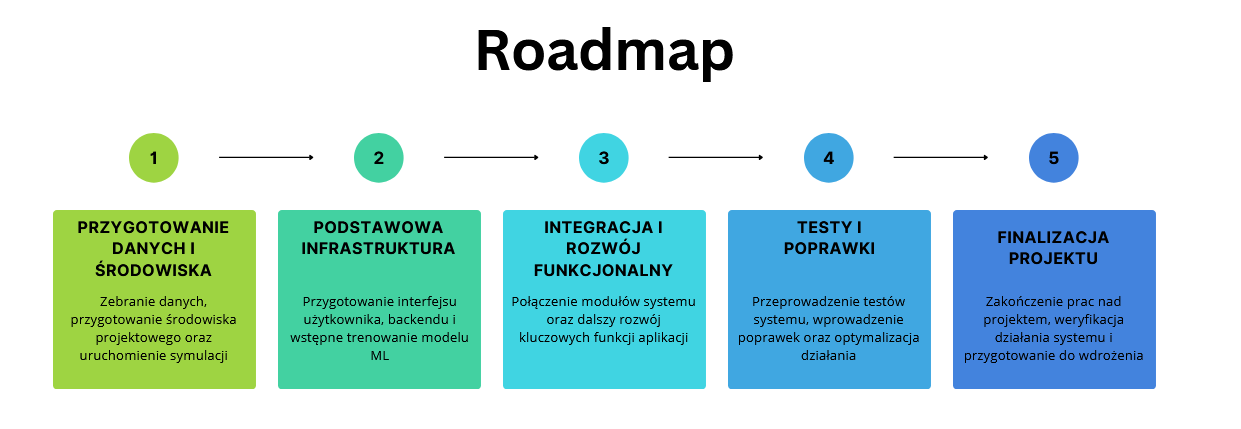 Roadmap
1
2
3
4
5
PRZYGOTOWANIE
DANYCH I
ŚRODOWISKA
Zebranie danych,
przygotowanie środowiska
projektowego oraz
uruchomienie symulacji
PODSTAWOWA
INFRASTRUKTURA
Przygotowanie interfejsu
użytkownika, backendu i
wstępne trenowanie modelu
ML
INTEGRACJA I
ROZWÓJ
FUNKCJONALNY
Połączenie modułów systemu
oraz dalszy rozwój
kluczowych funkcji aplikacji
TESTY I
POPRAWKI
Przeprowadzenie testów
systemu, wprowadzenie
poprawek oraz optymalizacja
działania
FINALIZACJA
PROJEKTU
Zakończenie prac nad
projektem, weryfikacja
działania systemu i
przygotowanie do wdrożenia